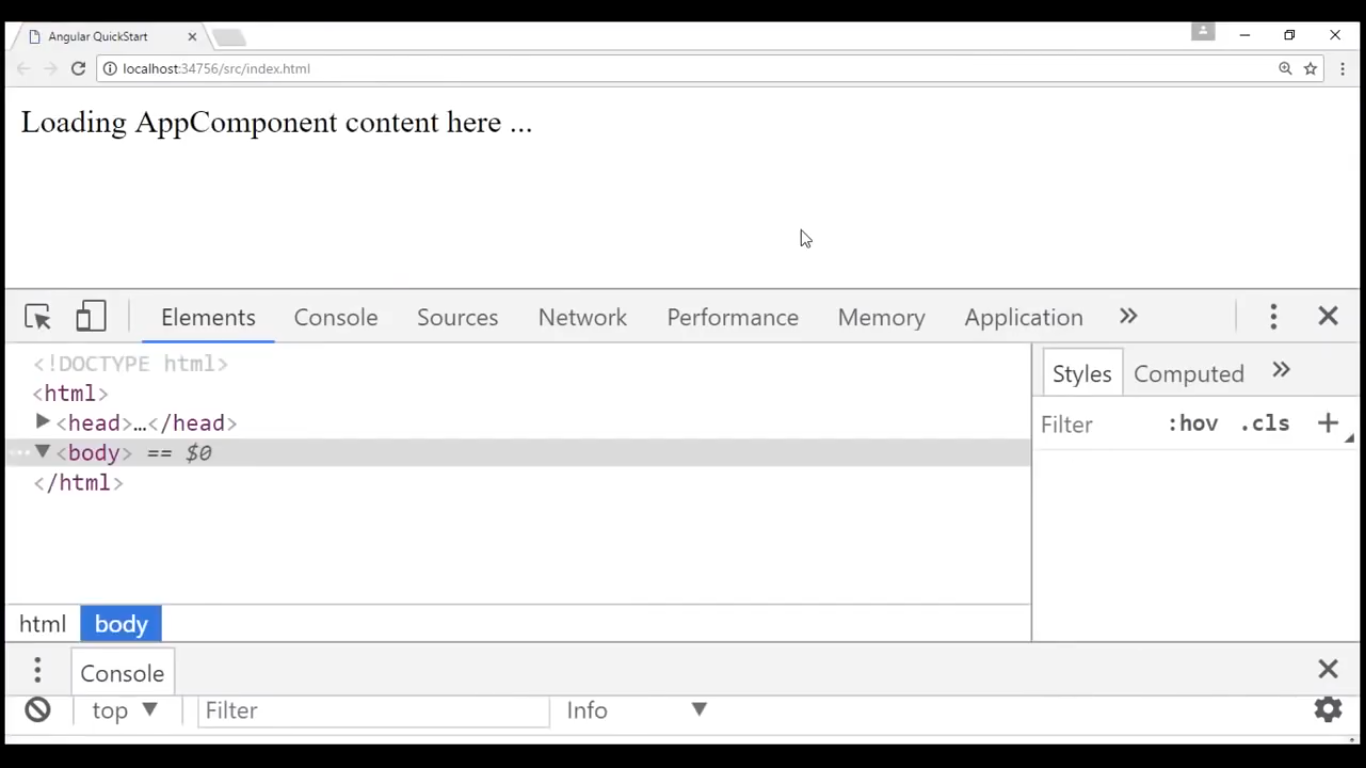 Angular QuickStart
localhost:34756/src/index.html
Loading AppComponent content here ...
Elements Console Sources Network Performance Memory Application »
<!DOCTYPE html>
<html>
<head>…</head>
<body> == $0
</html>
Styles Computed »
Filter :hov .cls +
html body
Console
top Filter Info